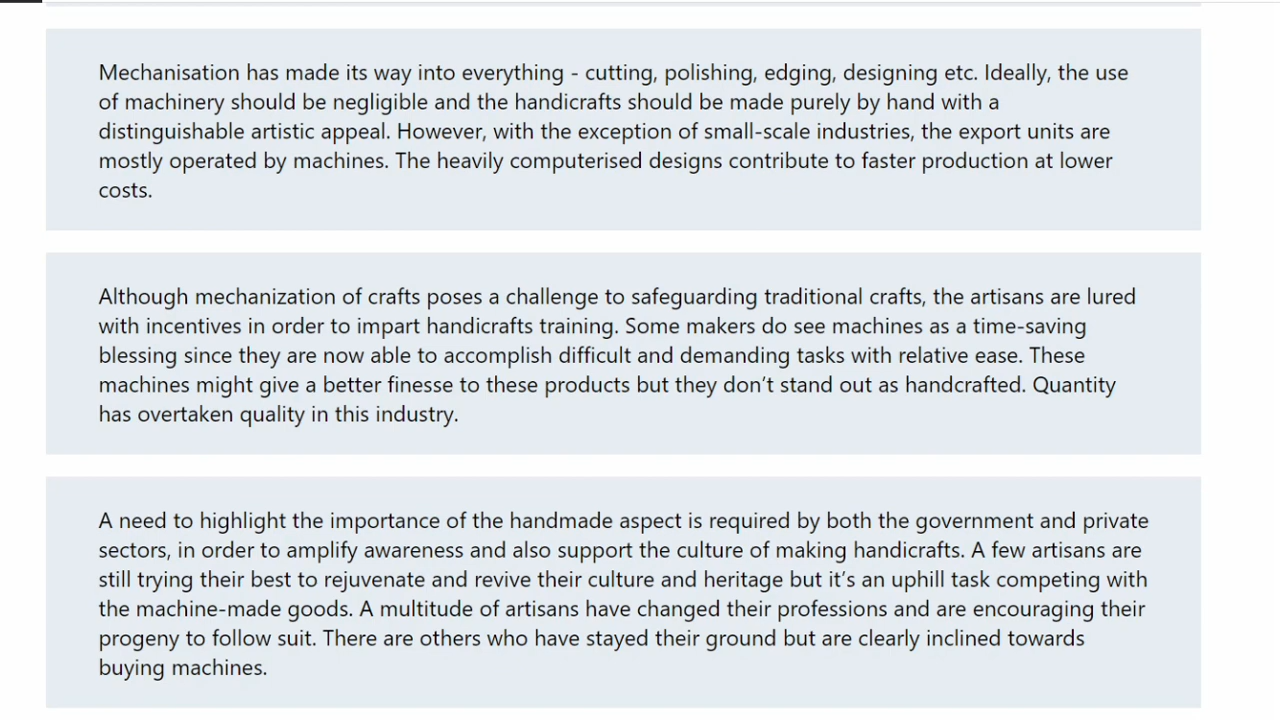 Mechanisation has made its way into everything - cutting, polishing, edging, designing etc. Ideally, the use
of machinery should be negligible and the handicrafts should be made purely by hand with a
distinguishable artistic appeal. However, with the exception of small-scale industries, the export units are
mostly operated by machines. The heavily computerised designs contribute to faster production at lower
costs.
Although mechanization of crafts poses a challenge to safeguarding traditional crafts, the artisans are lured
with incentives in order to impart handicrafts training. Some makers do see machines as a time-saving
blessing since they are now able to accomplish difficult and demanding tasks with relative ease. These
machines might give a better finesse to these products but they don’t stand out as handcrafted. Quantity
has overtaken quality in this industry.
A need to highlight the importance of the handmade aspect is required by both the government and private
sectors, in order to amplify awareness and also support the culture of making handicrafts. A few artisans are
still trying their best to rejuvenate and revive their culture and heritage but it’s an uphill task competing with
the machine-made goods. A multitude of artisans have changed their professions and are encouraging their
progeny to follow suit. There are others who have stayed their ground but are clearly inclined towards
buying machines.